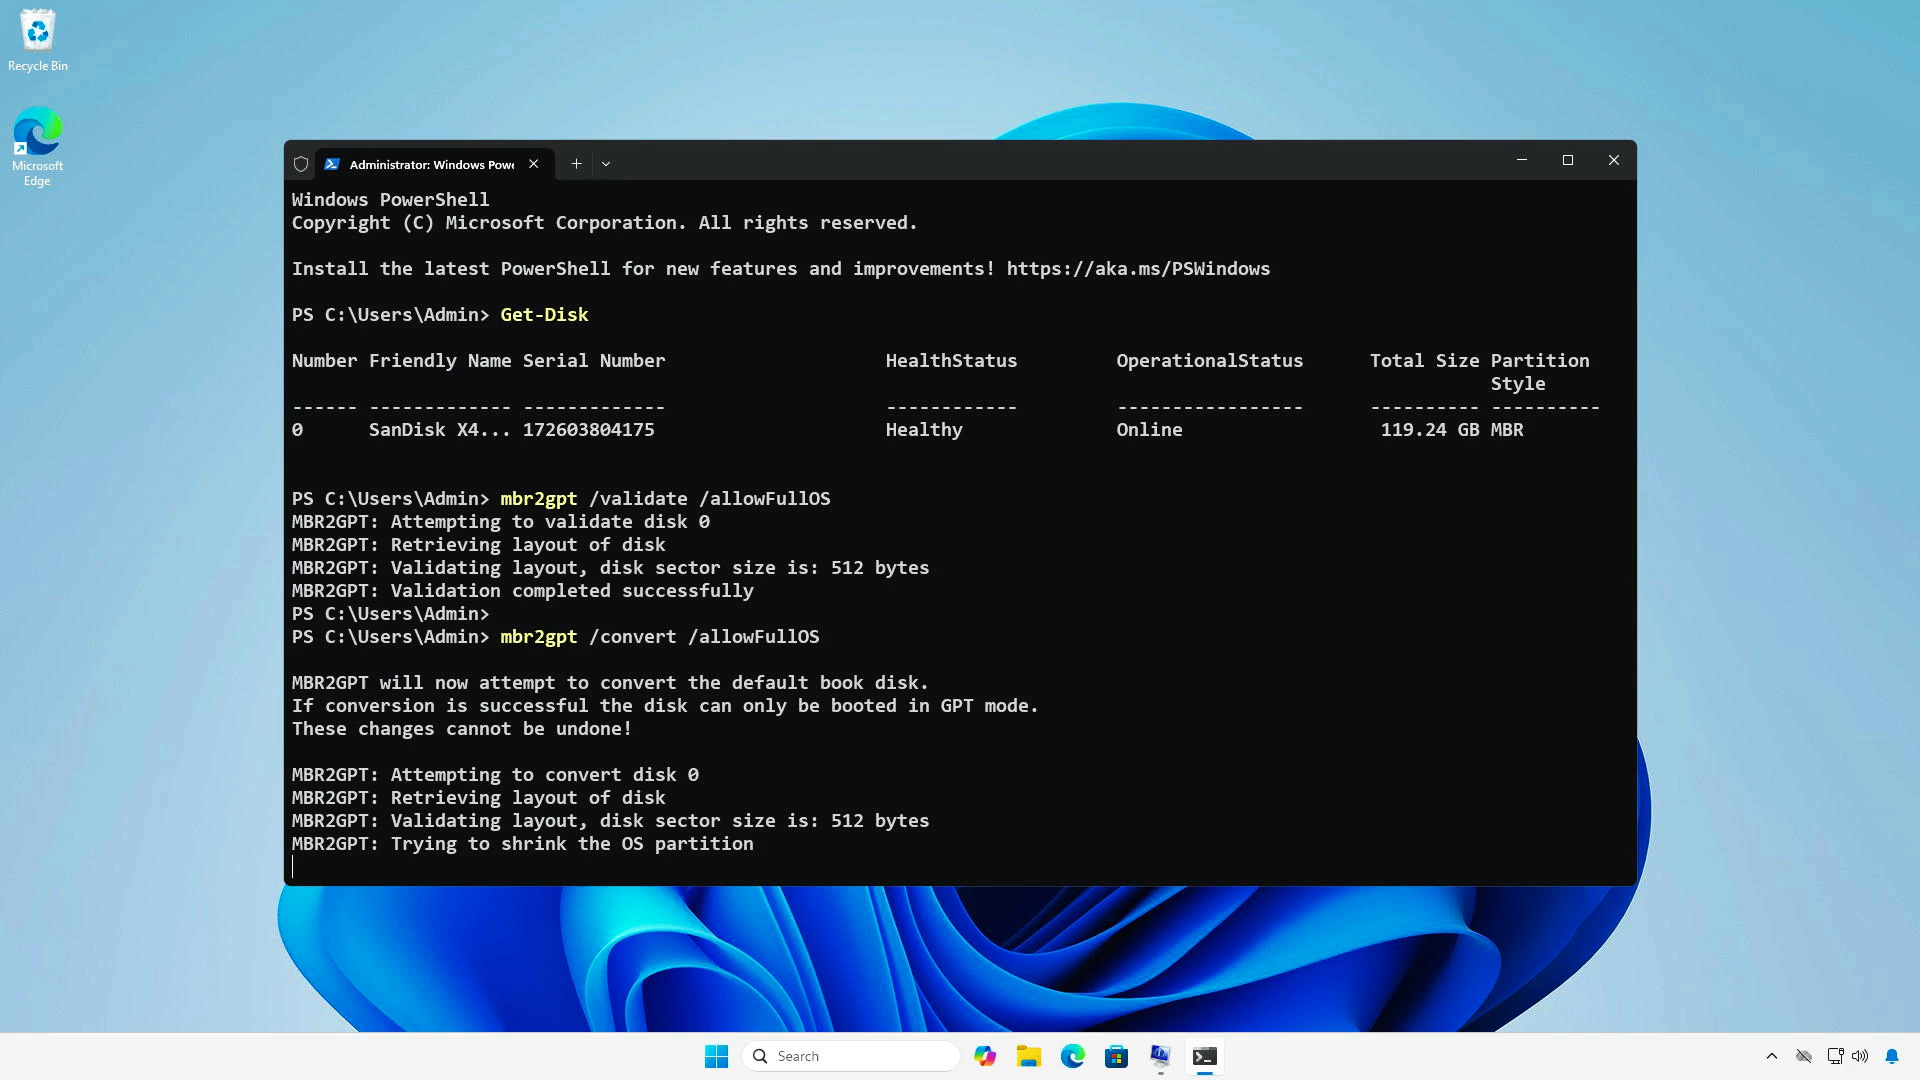 Recycle Bin
Microsoft
Edge
Administrator: Windows Powe
Windows PowerShell
Copyright (C) Microsoft Corporation. All rights reserved.
Install the latest PowerShell for new features and improvements! https://aka.ms/PSWindows
PS C:\Users\Admin> Get-Disk
Number Friendly Name Serial Number HealthStatus OperationalStatus Total Size Partition
Style
------ ------------- ------------- ------------ ----------------- ---------- ----------
0 SanDisk X4... 172603804175 Healthy Online 119.24 GB MBR
PS C:\Users\Admin> mbr2gpt /validate /allowFullOS
MBR2GPT: Attempting to validate disk 0
MBR2GPT: Retrieving layout of disk
MBR2GPT: Validating layout, disk sector size is: 512 bytes
MBR2GPT: Validation completed successfully
PS C:\Users\Admin>
PS C:\Users\Admin> mbr2gpt /convert /allowFullOS
MBR2GPT will now attempt to convert the default book disk.
If conversion is successful the disk can only be booted in GPT mode.
These changes cannot be undone!
MBR2GPT: Attempting to convert disk 0
MBR2GPT: Retrieving layout of disk
MBR2GPT: Validating layout, disk sector size is: 512 bytes
MBR2GPT: Trying to shrink the OS partition
Search